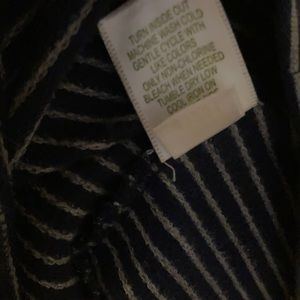 TURN INSIDE OUT
MACHINE WASH COLD
GENTLE CYCLE WITH
LIKE COLORS
ONLY NON-CHLORINE
BLEACH WHEN NEEDED
TUMBLE DRY LOW
COOL IRON ON